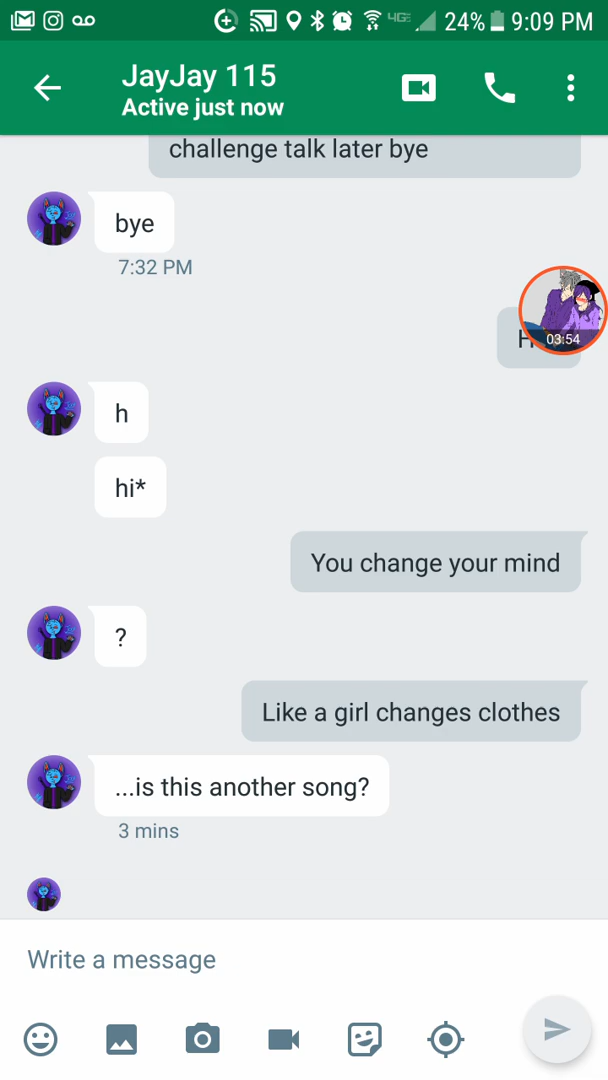 24% 9:09 PM
JayJay 115
Active just now
challenge talk later bye
bye
7:32 PM
03:54
h
hi*
You change your mind
?
Like a girl changes clothes
...is this another song?
3 mins
Write a message